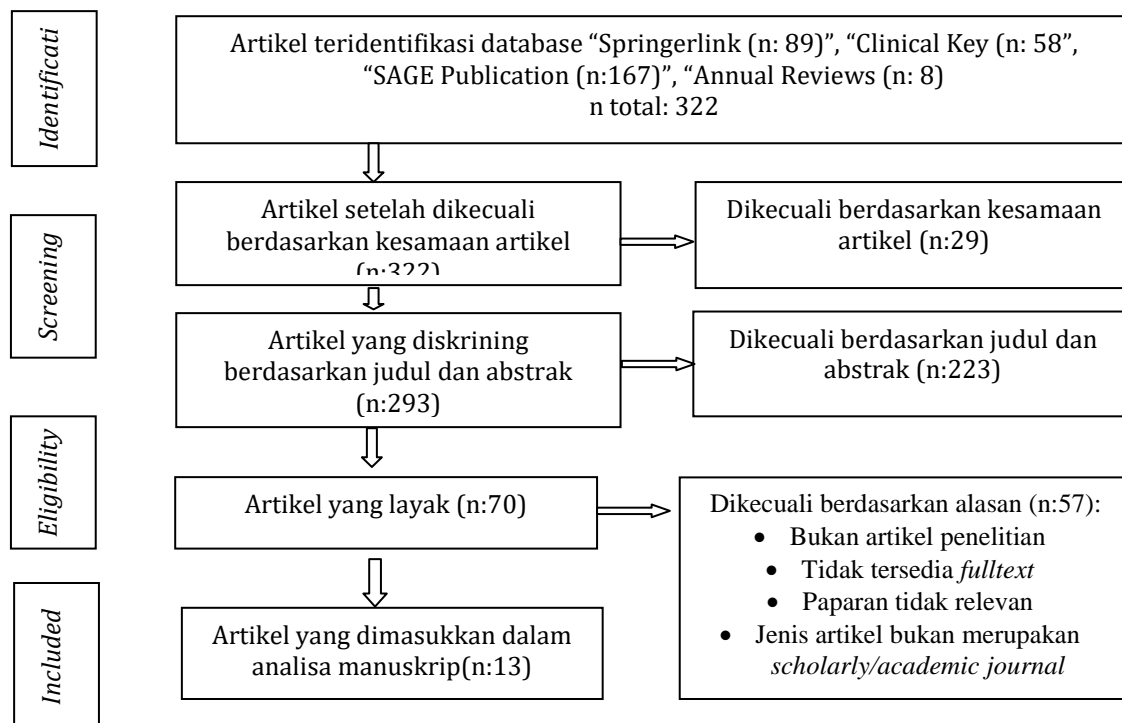 Identificati
Artikel teridentifikasi database “Springerlink (n: 89)”, “Clinical Key (n: 58”,
“SAGE Publication (n:167)”, “Annual Reviews (n: 8)
n total: 322
Screening
Artikel setelah dikecuali
berdasarkan kesamaan artikel
(n:322)
Dikecuali berdasarkan kesamaan
artikel (n:29)
Artikel yang diskrining
berdasarkan judul dan abstrak
(n:293)
Dikecuali berdasarkan judul dan
abstrak (n:223)
Eligibility
Artikel yang layak (n:70)
Dikecuali berdasarkan alasan (n:57):
• Bukan artikel penelitian
• Tidak tersedia fulltext
• Paparan tidak relevan
• Jenis artikel bukan merupakan
scholarly/academic journal
Included
Artikel yang dimasukkan dalam
analisa manuskrip(n:13)